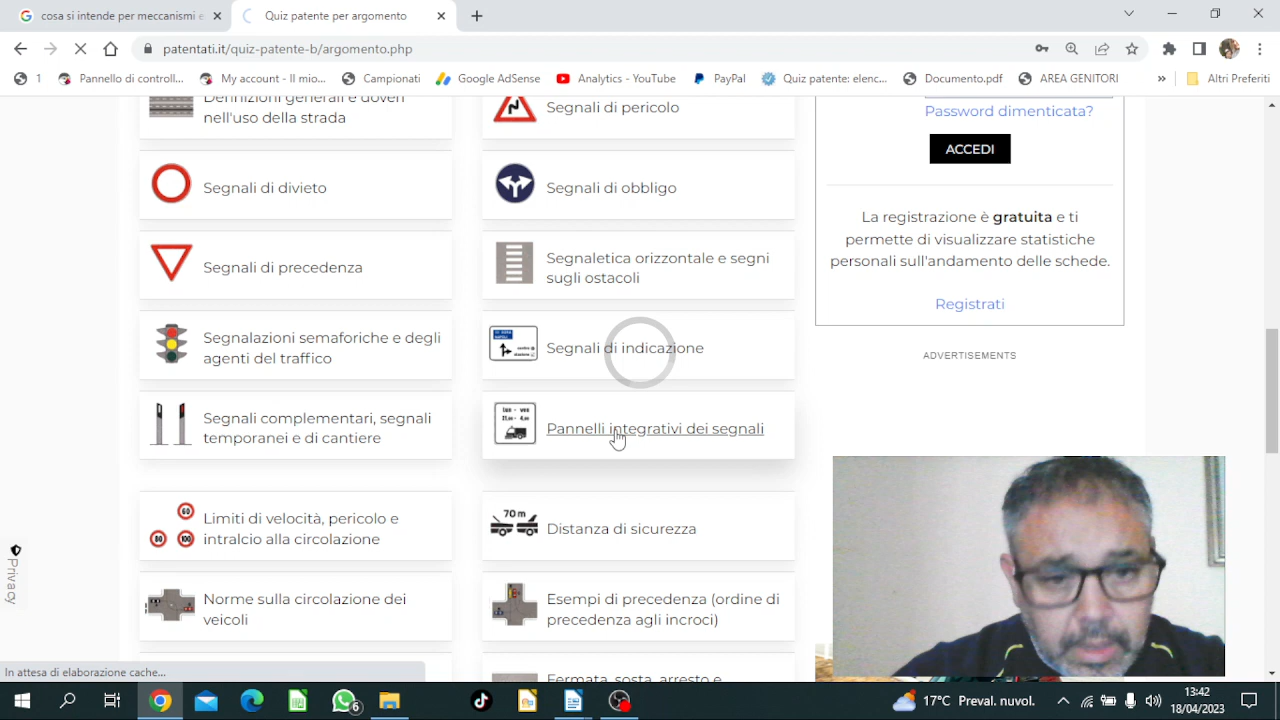 cosa si intende per meccanismi e
Quiz patente per argomento
patentati.it/quiz-patente-b/argomento.php
1
Pannello di controll...
My account - Il mio...
Campionati
Google AdSense
Analytics - YouTube
PayPal
Quiz patente: elenc...
Documento.pdf
AREA GENITORI
»
Altri Preferiti
Definizioni generali e doveri
nell'uso della strada
Segnali di pericolo
Segnali di divieto
Segnali di obbligo
Segnali di precedenza
Segnaletica orizzontale e segni
sugli ostacoli
Segnalazioni semaforiche e degli
agenti del traffico
Segnali di indicazione
Segnali complementari, segnali
temporanei e di cantiere
Pannelli integrativi dei segnali
60
80
100
Limiti di velocità, pericolo e
intralcio alla circolazione
70 m
Distanza di sicurezza
Norme sulla circolazione dei
veicoli
Esempi di precedenza (ordine di
precedenza agli incroci)
Fermata, sosta, arresto e
Password dimenticata?
ACCEDI
La registrazione è gratuita e ti
permette di visualizzare statistiche
personali sull'andamento delle schede.
Registrati
ADVERTISEMENTS
Privacy
In attesa di elaborazione cache...
17°C Preval. nuvol.
13:42
18/04/2023